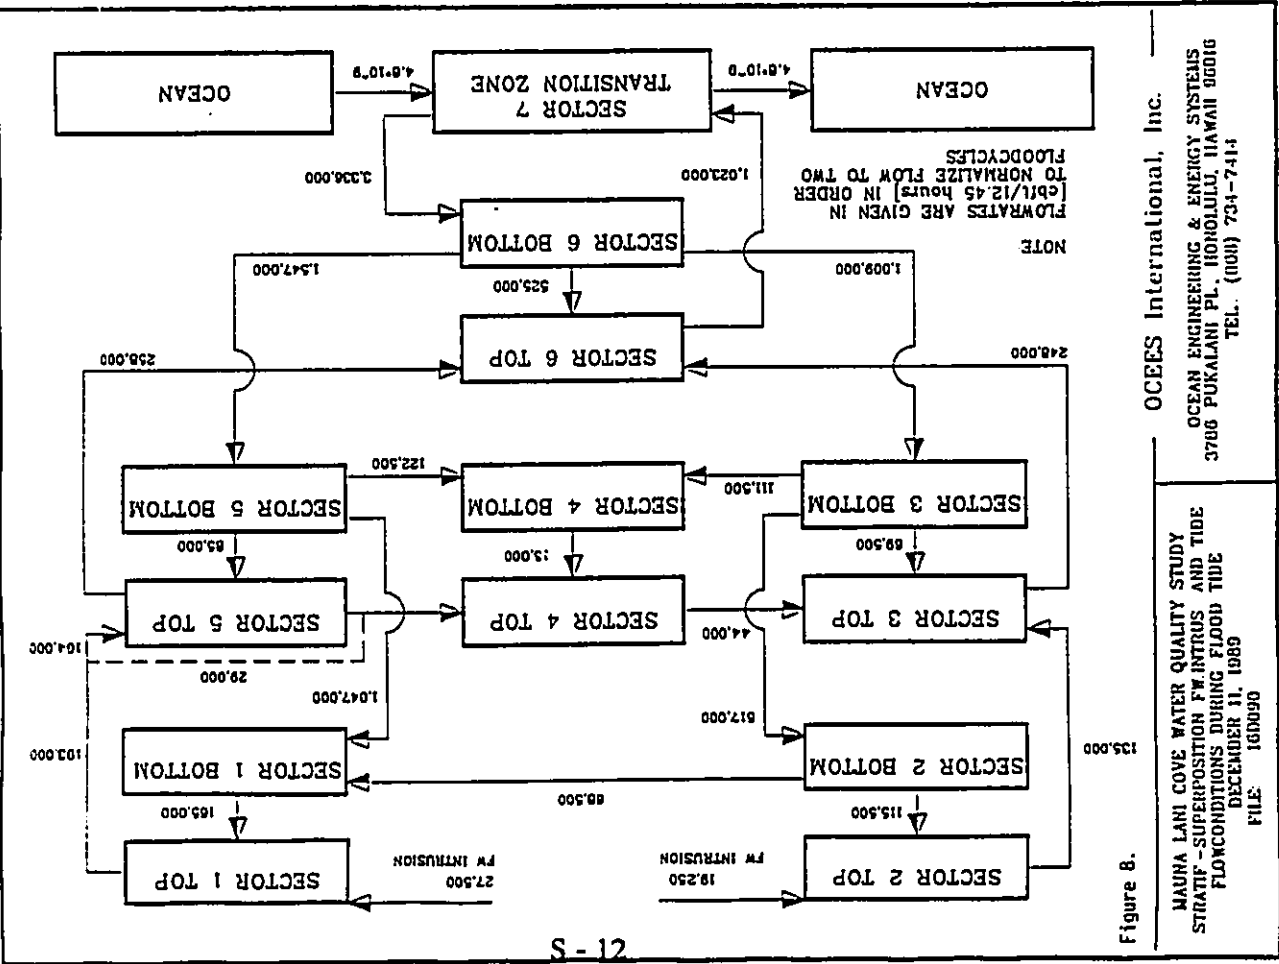 S - 12
SECTOR 2 TOP
19,250
FW INTRUSION
27,500
FW INTRUSION
SECTOR 1 TOP
115,500
165,000
SECTOR 2 BOTTOM
68,500
SECTOR 1 BOTTOM
135,000
193,000
517,000
1,047,000
29,000
164,000
SECTOR 3 TOP
44,000
SECTOR 4 TOP
SECTOR 5 TOP
69,500
15,000
85,000
SECTOR 3 BOTTOM
111,500
SECTOR 4 BOTTOM
122,500
SECTOR 5 BOTTOM
248,000
SECTOR 6 TOP
258,000
1,009,000
525,000
1,547,000
SECTOR 6 BOTTOM
NOTE
FLOWRATES ARE GIVEN IN
[cbft/12.45 hours] IN ORDER
TO NORMALIZE FLOW TO TWO
FLOODCYCLES
1,023,000
3,336,000
OCEAN
4.6*10^9
SECTOR 7
TRANSITION ZONE
4.6*10^9
OCEAN
Figure 8.
MAUNA LANI COVE WATER QUALITY STUDY
STRATIF-SUPERPOSITION FW.INTRUS AND TIDE
FLOWCONDITIONS DURING FLOOD TIDE
DECEMBER 11, 1989
FILE: 16D090
OCEES International, Inc.
OCEAN ENGINEERING & ENERGY SYSTEMS
3786 PUKALANI PL., HONOLULU, HAWAII
TEL. (808) 734-7414